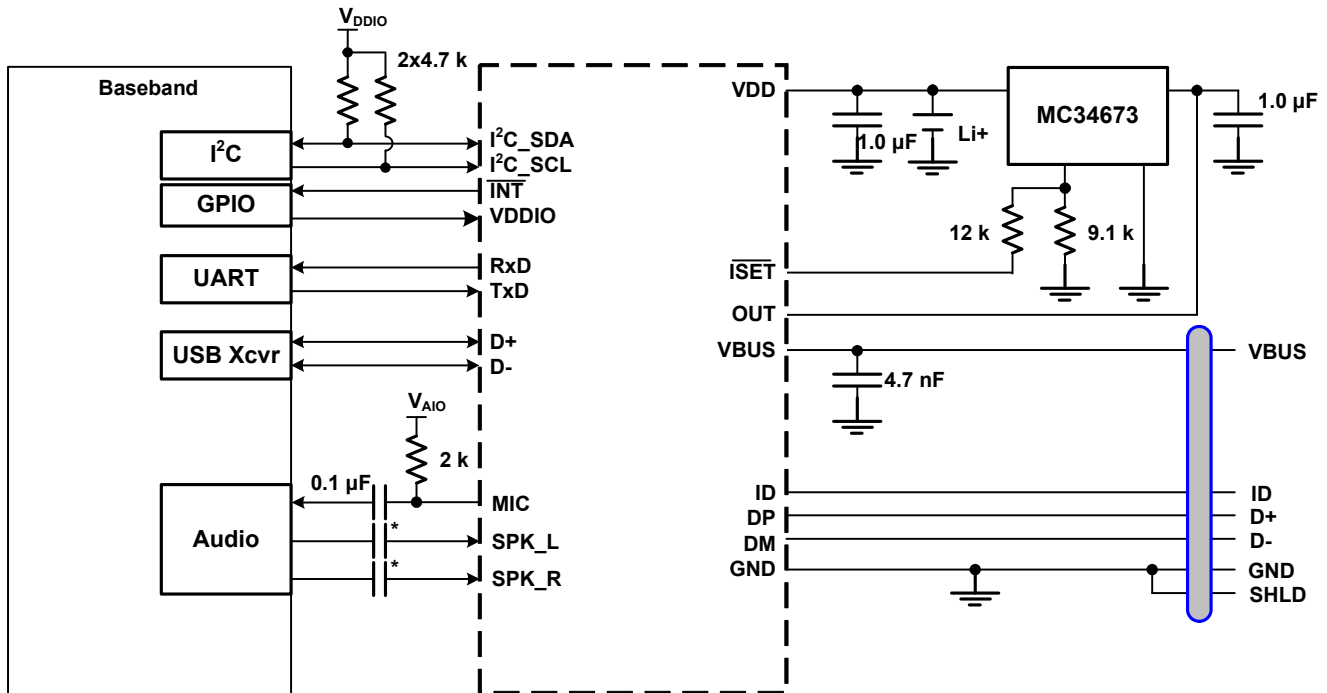 V_DDIO
2x4.7 k
Baseband
I²C
GPIO
UART
USB Xcvr
Audio
I²C_SDA
I²C_SCL
INT
VDDIO
RxD
TxD
D+
D-
V_AIO
2 k
0.1 µF
MIC
*
SPK_L
*
SPK_R
VDD
ISET
OUT
VBUS
ID
DP
DM
GND
1.0 µF
Li+
MC34673
1.0 µF
12 k
9.1 k
4.7 nF
VBUS
ID
D+
D-
GND
SHLD